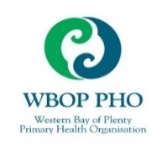 WBOP PHO
Western Bay of Plenty
Primary Health Organisation